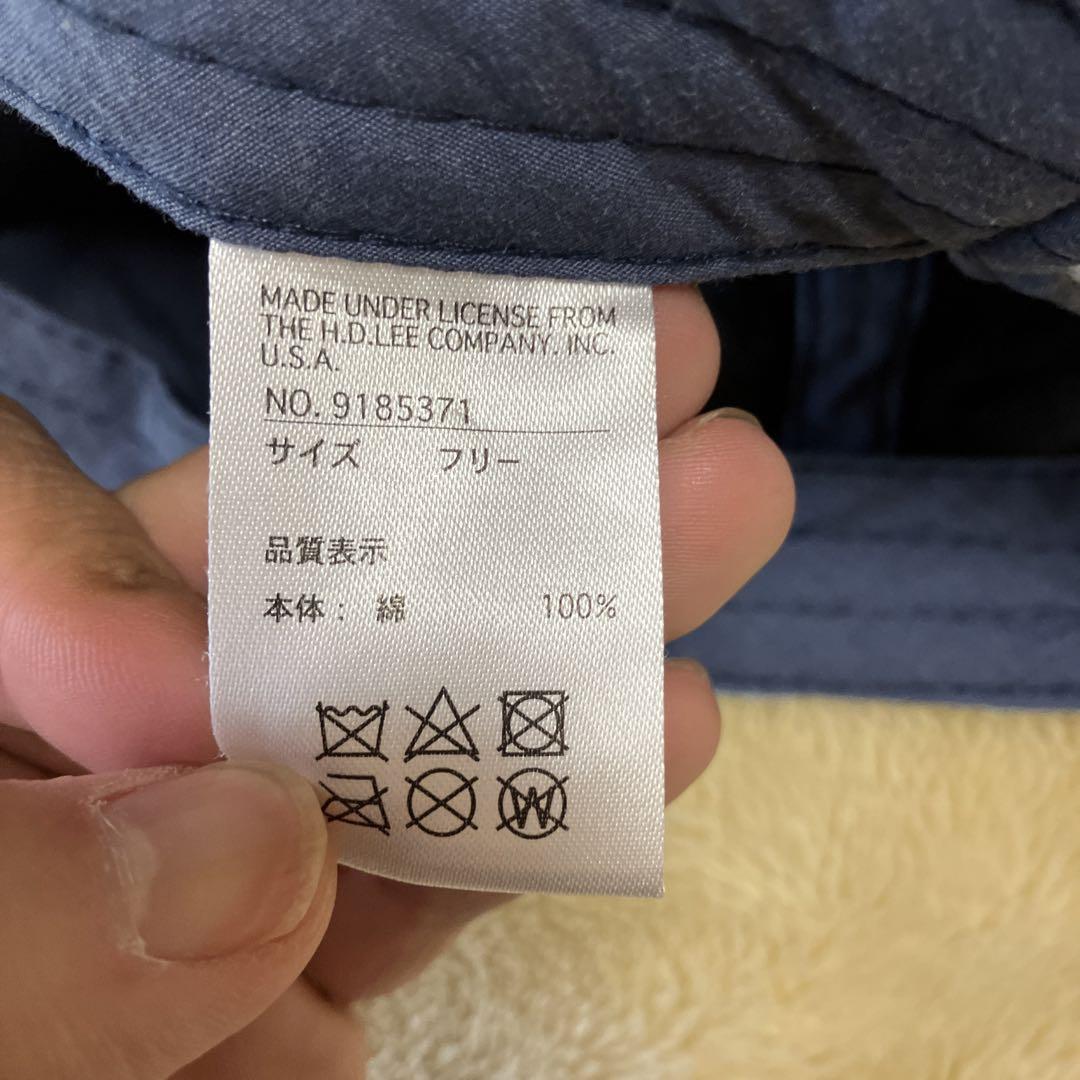 MADE UNDER LICENSE FROM
THE H.D.LEE COMPANY. INC.
U.S.A.
NO. 9185371
サイズ フリー
品質表示
本体: 綿 100%
W